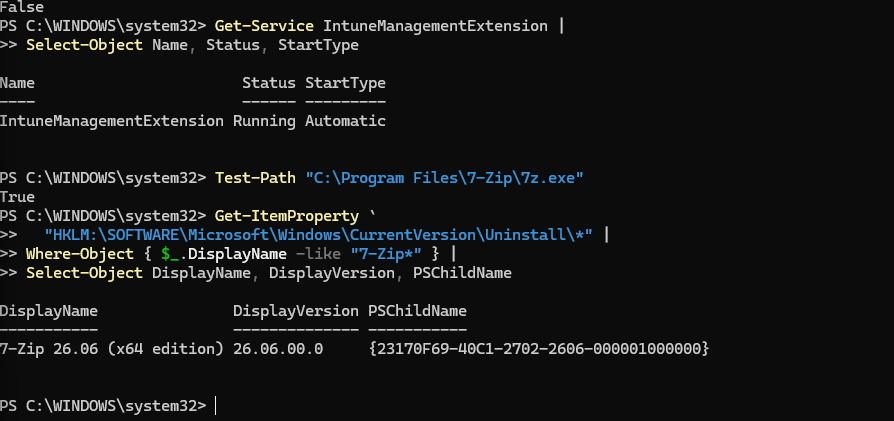 False
PS C:\WINDOWS\system32> Get-Service IntuneManagementExtension |
>> Select-Object Name, Status, StartType
Name                      Status StartType
----                      ------ ---------
IntuneManagementExtension Running Automatic
PS C:\WINDOWS\system32> Test-Path "C:\Program Files\7-Zip\7z.exe"
True
PS C:\WINDOWS\system32> Get-ItemProperty `
>>   "HKLM:\SOFTWARE\Microsoft\Windows\CurrentVersion\Uninstall\*" |
>> Where-Object { $_.DisplayName -like "7-Zip*" } |
>> Select-Object DisplayName, DisplayVersion, PSChildName
DisplayName               DisplayVersion PSChildName
-----------               -------------- -----------
7-Zip 26.06 (x64 edition) 26.06.00.0     {23170F69-40C1-2702-2606-000001000000}
PS C:\WINDOWS\system32>